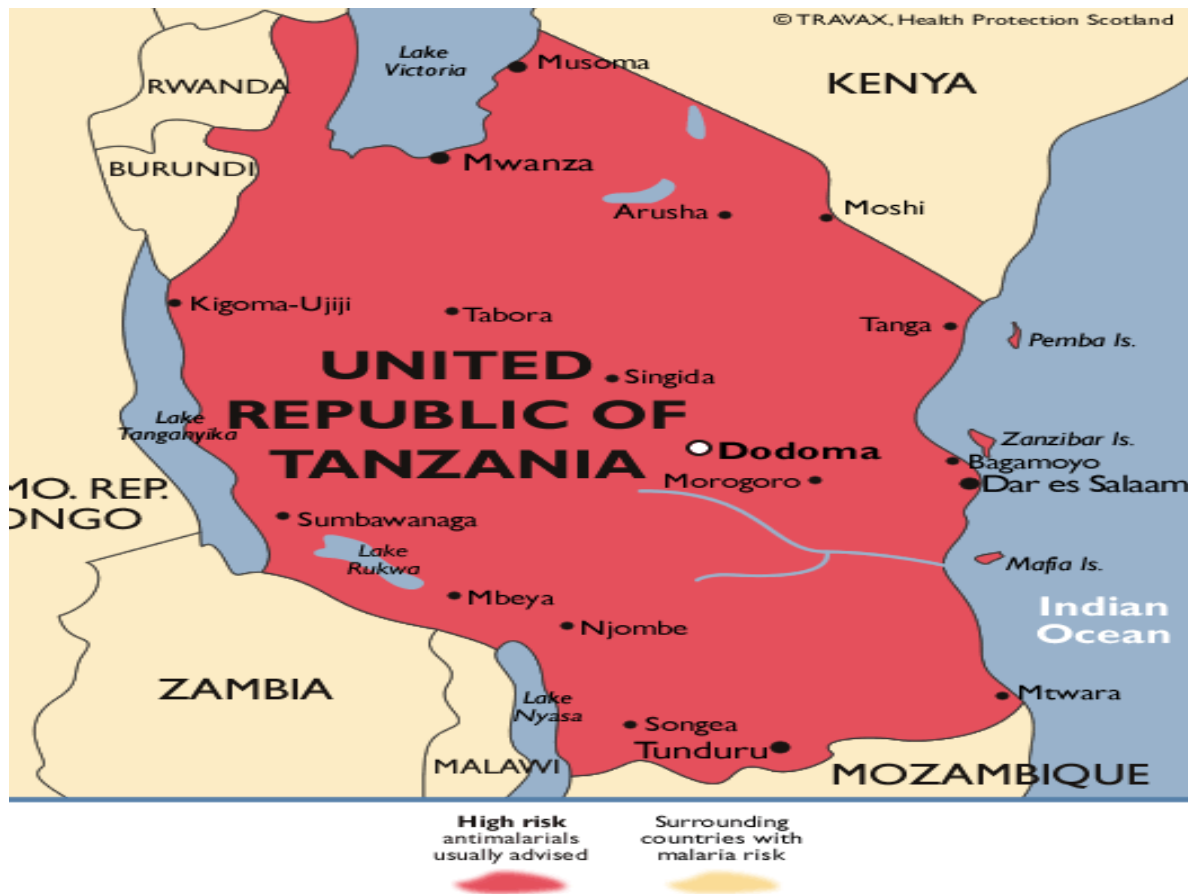 © TRAVAX, Health Protection Scotland
Lake
Victoria
Musoma
KENYA
RWANDA
BURUNDI
Mwanza
Arusha
Moshi
Kigoma-Ujiji
Tabora
Tanga
Pemba Is.
UNITED
REPUBLIC OF
TANZANIA
Singida
Lake
Tanganyika
Dodoma
Zanzibar Is.
Bagamoyo
Morogoro
Dar es Salaam
MO. REP.
ONGO
Sumbawanaga
Lake
Rukwa
Mafia Is.
Mbeya
Njombe
Indian
Ocean
ZAMBIA
Lake
Nyasa
Mtwara
Songea
Tunduru
MALAWI
MOZAMBIQUE
High risk
antimalarials
usually advised
Surrounding
countries with
malaria risk